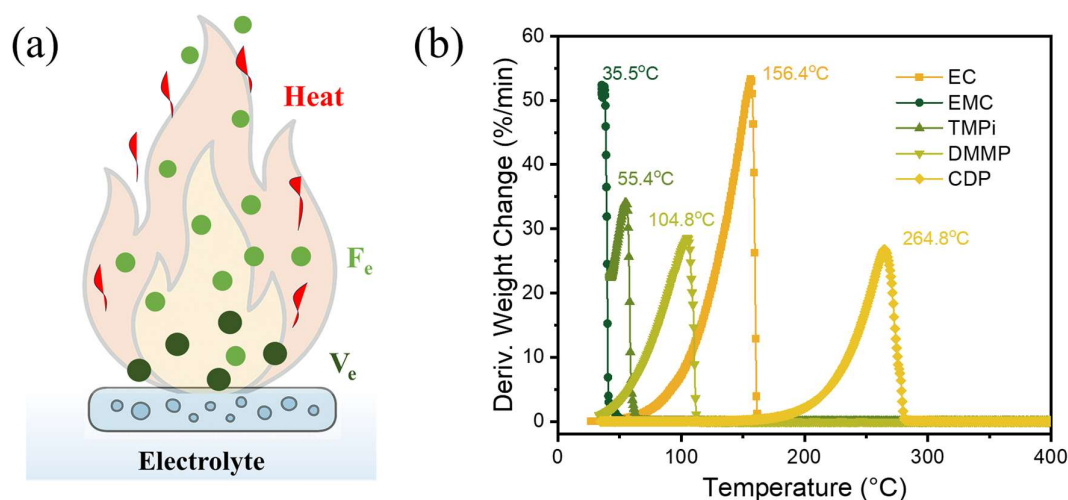 (a)
Heat
Fₑ
Vₑ
Electrolyte
(b)
Deriv. Weight Change (%/min)
60
50
40
30
20
10
0
35.5°C
55.4°C
104.8°C
156.4°C
264.8°C
EC
EMC
TMPi
DMMP
CDP
0 100 200 300 400
Temperature (°C)